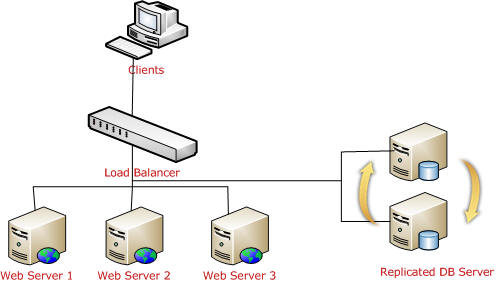 Clients
Load Balancer
Web Server 1
Web Server 2
Web Server 3
Replicated DB Server